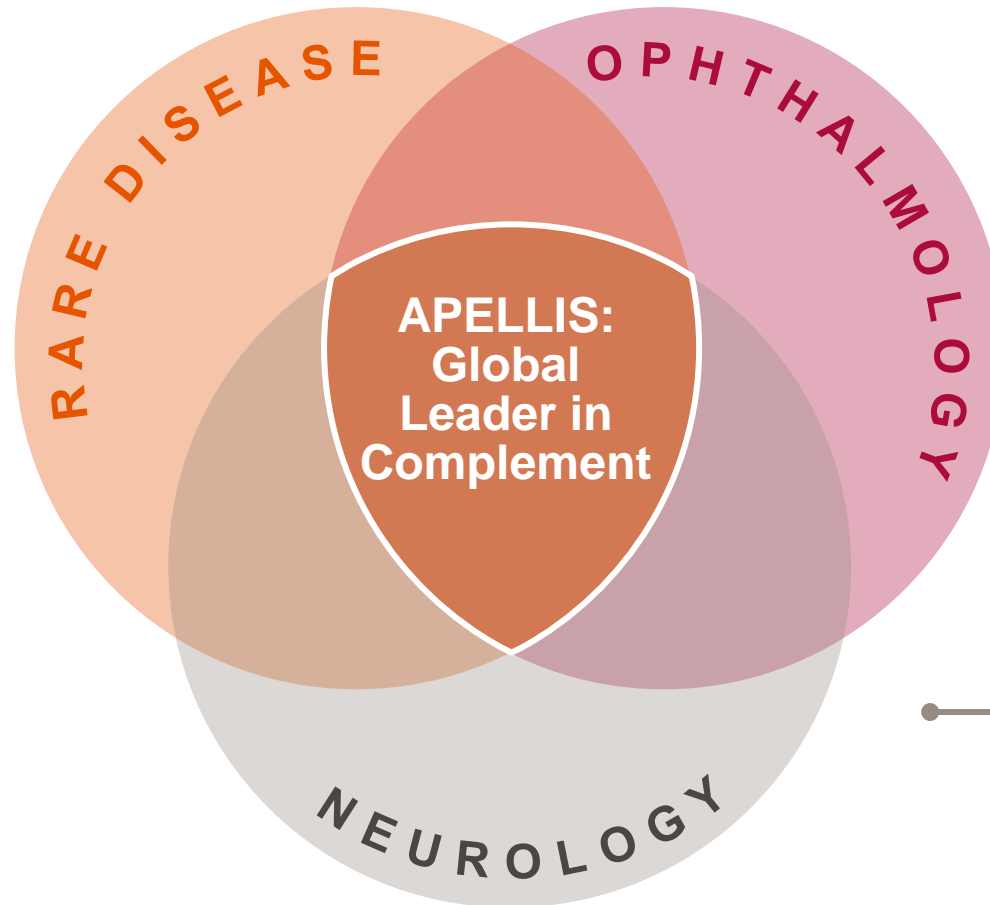 RARE DISEASE
OPHTHALMOLOGY
APELLIS:
Global
Leader in
Complement
NEUROLOGY